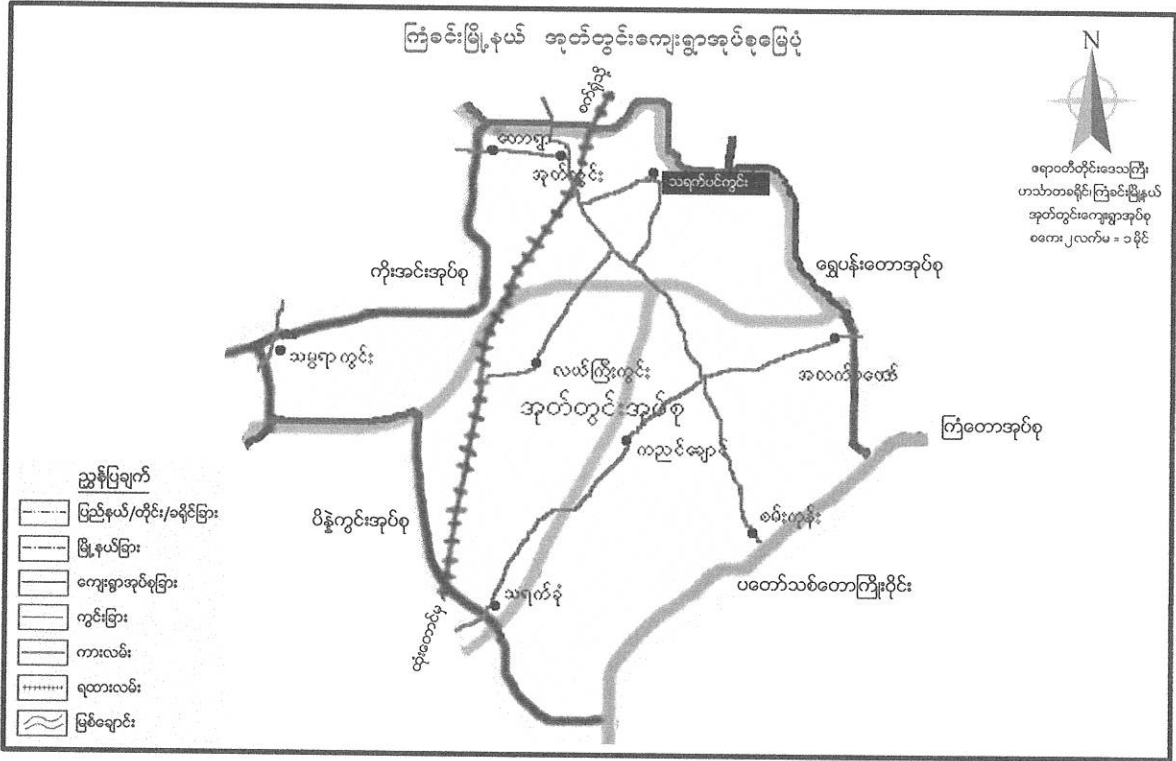 ကြံခင်းမြို့နယ် အုတ်တွင်းကျေးရွာအုပ်စုမြေပုံ
N
ဧရာဝတီတိုင်းဒေသကြီး
ဟင်္သာတခရိုင်၊ကြံခင်းမြို့နယ်
အုတ်တွင်းကျေးရွာအုပ်စု
စကေး၂လက်မ = ၁မိုင်
တောရွာ
အုတ်တွင်း
သရက်ပင်ကွင်း
ကိုးအင်းအုပ်စု
ရွှေပန်းတောအုပ်စု
သမ္ဗရာကွင်း
လယ်ကြီးကွင်း
အုတ်တွင်းအုပ်စု
ကြံတောအုပ်စု
ကညင်ချောင်
ပိန္နဲကွင်းအုပ်စု
စမ်းကုန်း
သရက်ခုံ
ပတော်သစ်တောကြိုးဝိုင်း
ညွှန်ပြချက်
ပြည်နယ်/တိုင်း/ခရိုင်ခြား
မြို့နယ်ခြား
ကျေးရွာအုပ်စုခြား
ကွင်းခြား
ကားလမ်း
ရထားလမ်း
မြစ်ချောင်း